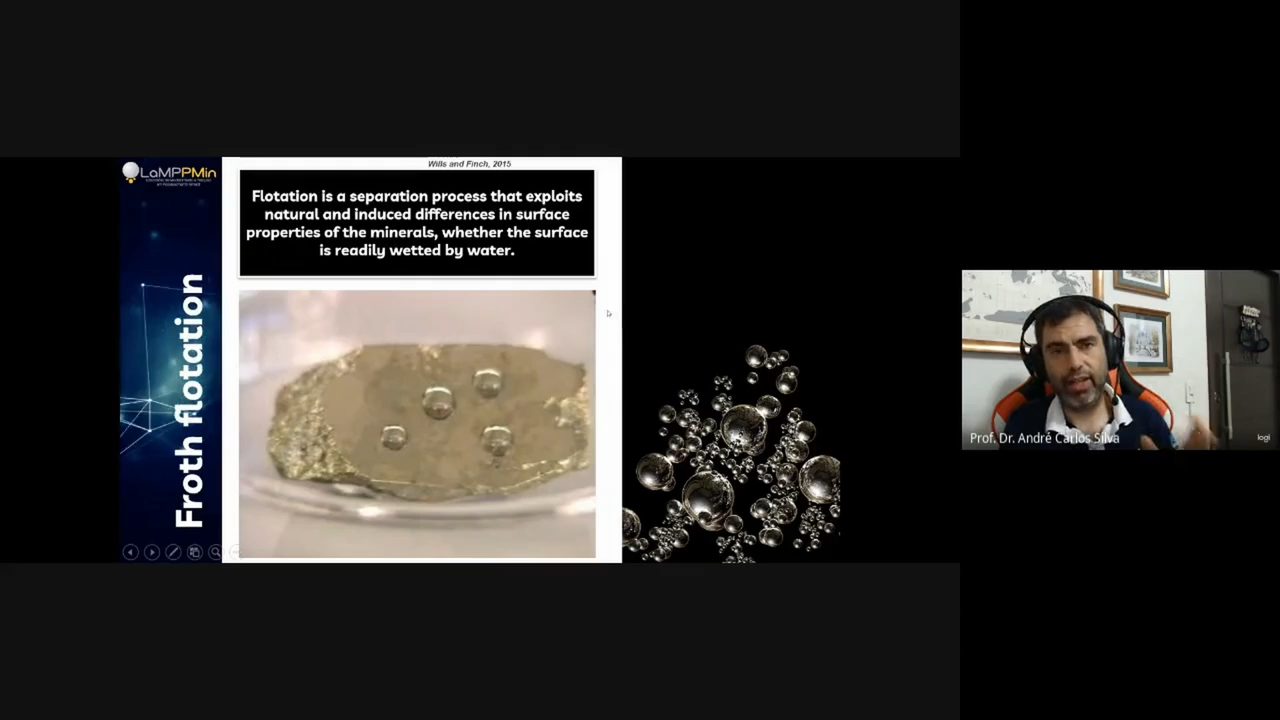 LaMPPMin
Wills and Finch, 2015
Flotation is a separation process that exploits
natural and induced differences in surface
properties of the minerals, whether the surface
is readily wetted by water.
Froth flotation
Prof. Dr. André Carlos Silva
logi